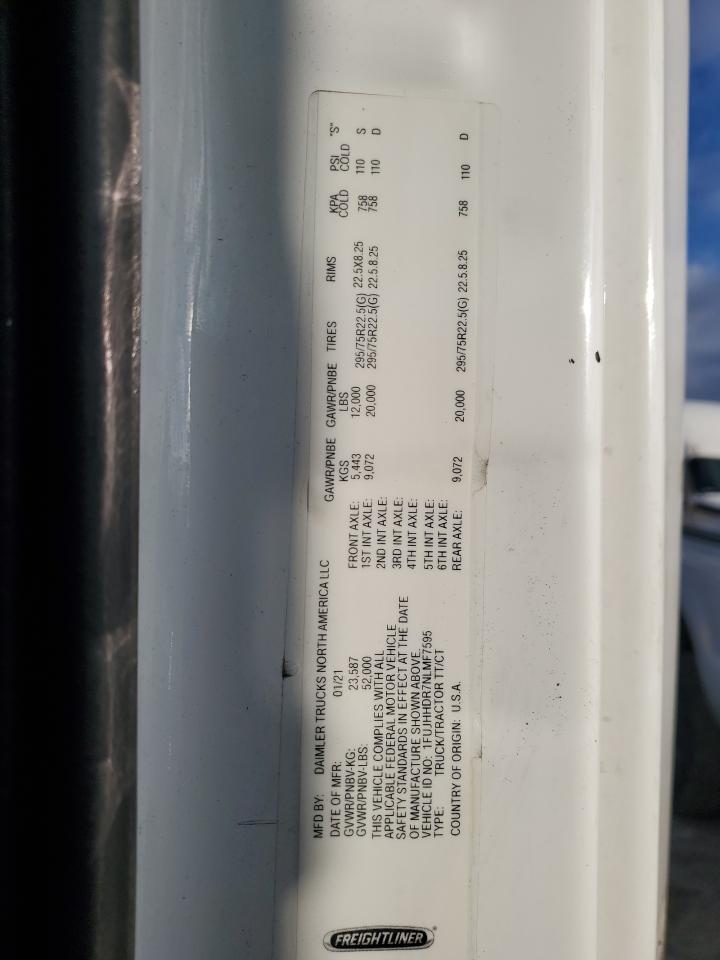 FREIGHTLINER
MFD BY: DAIMLER TRUCKS NORTH AMERICA LLC
DATE OF MFR: 01/21
GVWR/PNBV-KG: 23,587
GVWR/PNBV-LBS: 52,000
THIS VEHICLE COMPLIES WITH ALL
APPLICABLE FEDERAL MOTOR VEHICLE
SAFETY STANDARDS IN EFFECT AT THE DATE
OF MANUFACTURE SHOWN ABOVE.
VEHICLE ID NO: 1FUJHHDR7NLMF7595
TYPE: TRUCK/TRACTOR TT/CT
COUNTRY OF ORIGIN: U.S.A.
GAWR/PNBE GAWR/PNBE TIRES RIMS KPA PSI "S"
KGS LBS COLD COLD
FRONT AXLE: 5,443 12,000 295/75R22.5(G) 22.5X8.25 758 110 S
1ST INT AXLE: 9,072 20,000 295/75R22.5(G) 22.5.8.25 758 110 D
2ND INT AXLE:
3RD INT AXLE:
4TH INT AXLE:
5TH INT AXLE:
6TH INT AXLE:
REAR AXLE: 9,072 20,000 295/75R22.5(G) 22.5.8.25 758 110 D